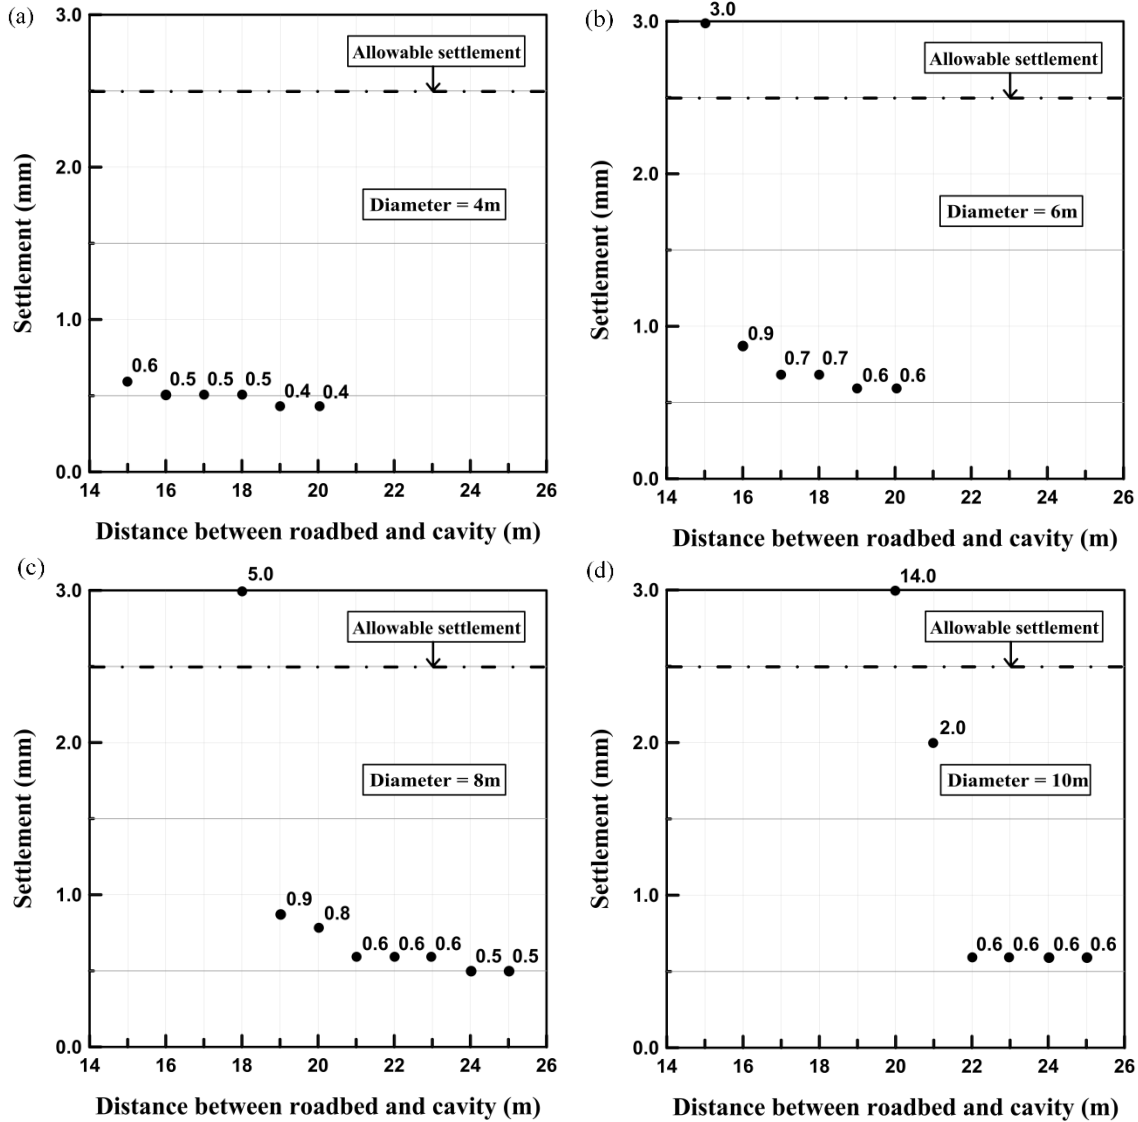 (a)
3.0
Allowable settlement
2.0
Diameter = 4m
Settlement (mm)
1.0
0.6
0.5
0.5
0.5
0.4
0.4
0.0
14 16 18 20 22 24 26
Distance between roadbed and cavity (m)
(b)
3.0
3.0
Allowable settlement
2.0
Diameter = 6m
Settlement (mm)
1.0
0.9
0.7
0.7
0.6
0.6
0.0
14 16 18 20 22 24 26
Distance between roadbed and cavity (m)
(c)
5.0
3.0
Allowable settlement
2.0
Diameter = 8m
Settlement (mm)
1.0
0.9
0.8
0.6
0.6
0.6
0.5
0.5
0.0
14 16 18 20 22 24 26
Distance between roadbed and cavity (m)
(d)
14.0
3.0
Allowable settlement
2.0
2.0
Diameter = 10m
Settlement (mm)
1.0
0.6
0.6
0.6
0.6
0.0
14 16 18 20 22 24 26
Distance between roadbed and cavity (m)